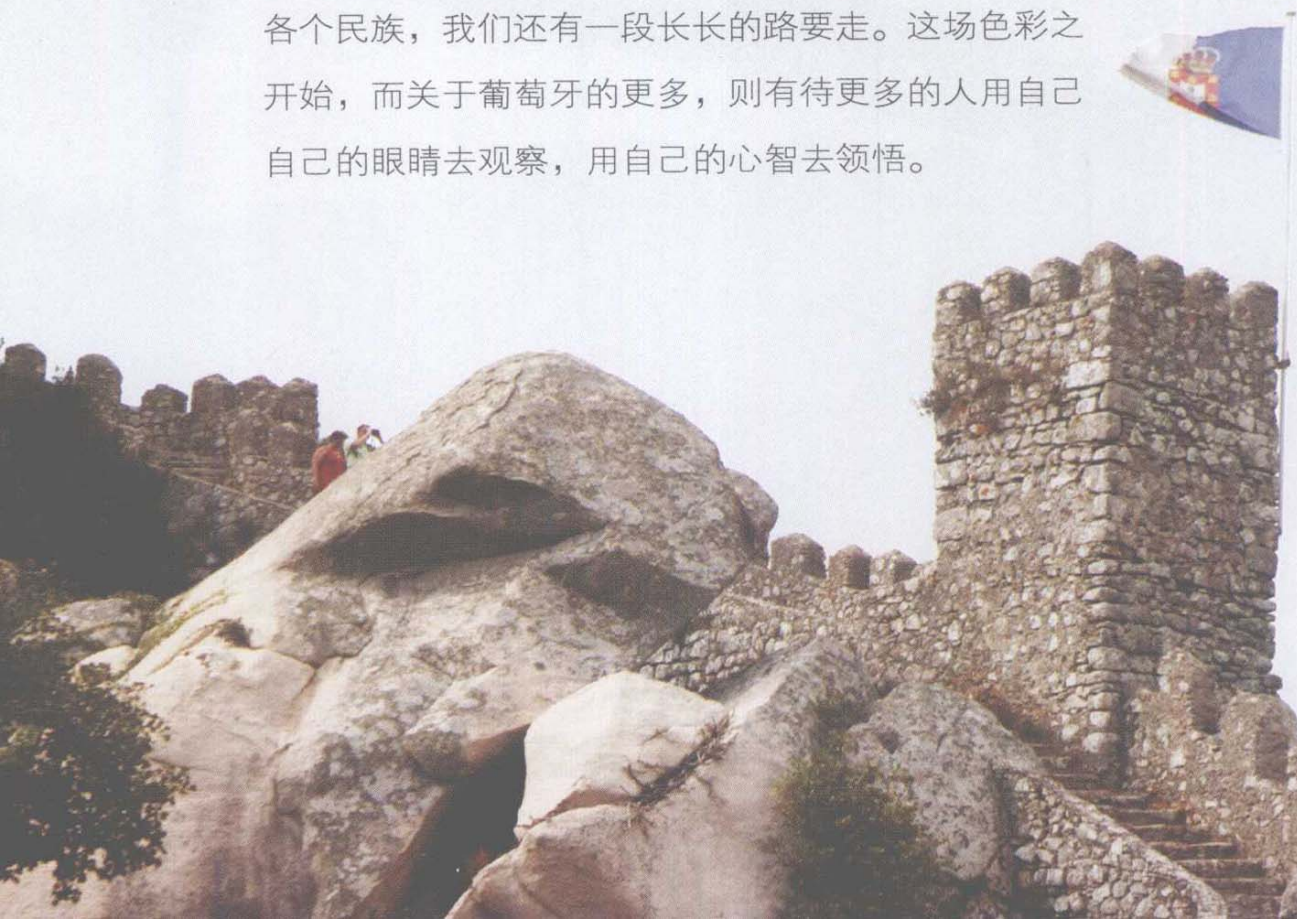 各个民族，我们还有一段长长的路要走。这场色彩之
开始，而关于葡萄牙的更多，则有待更多的人用自己
自己的眼睛去观察，用自己的心智去领悟。